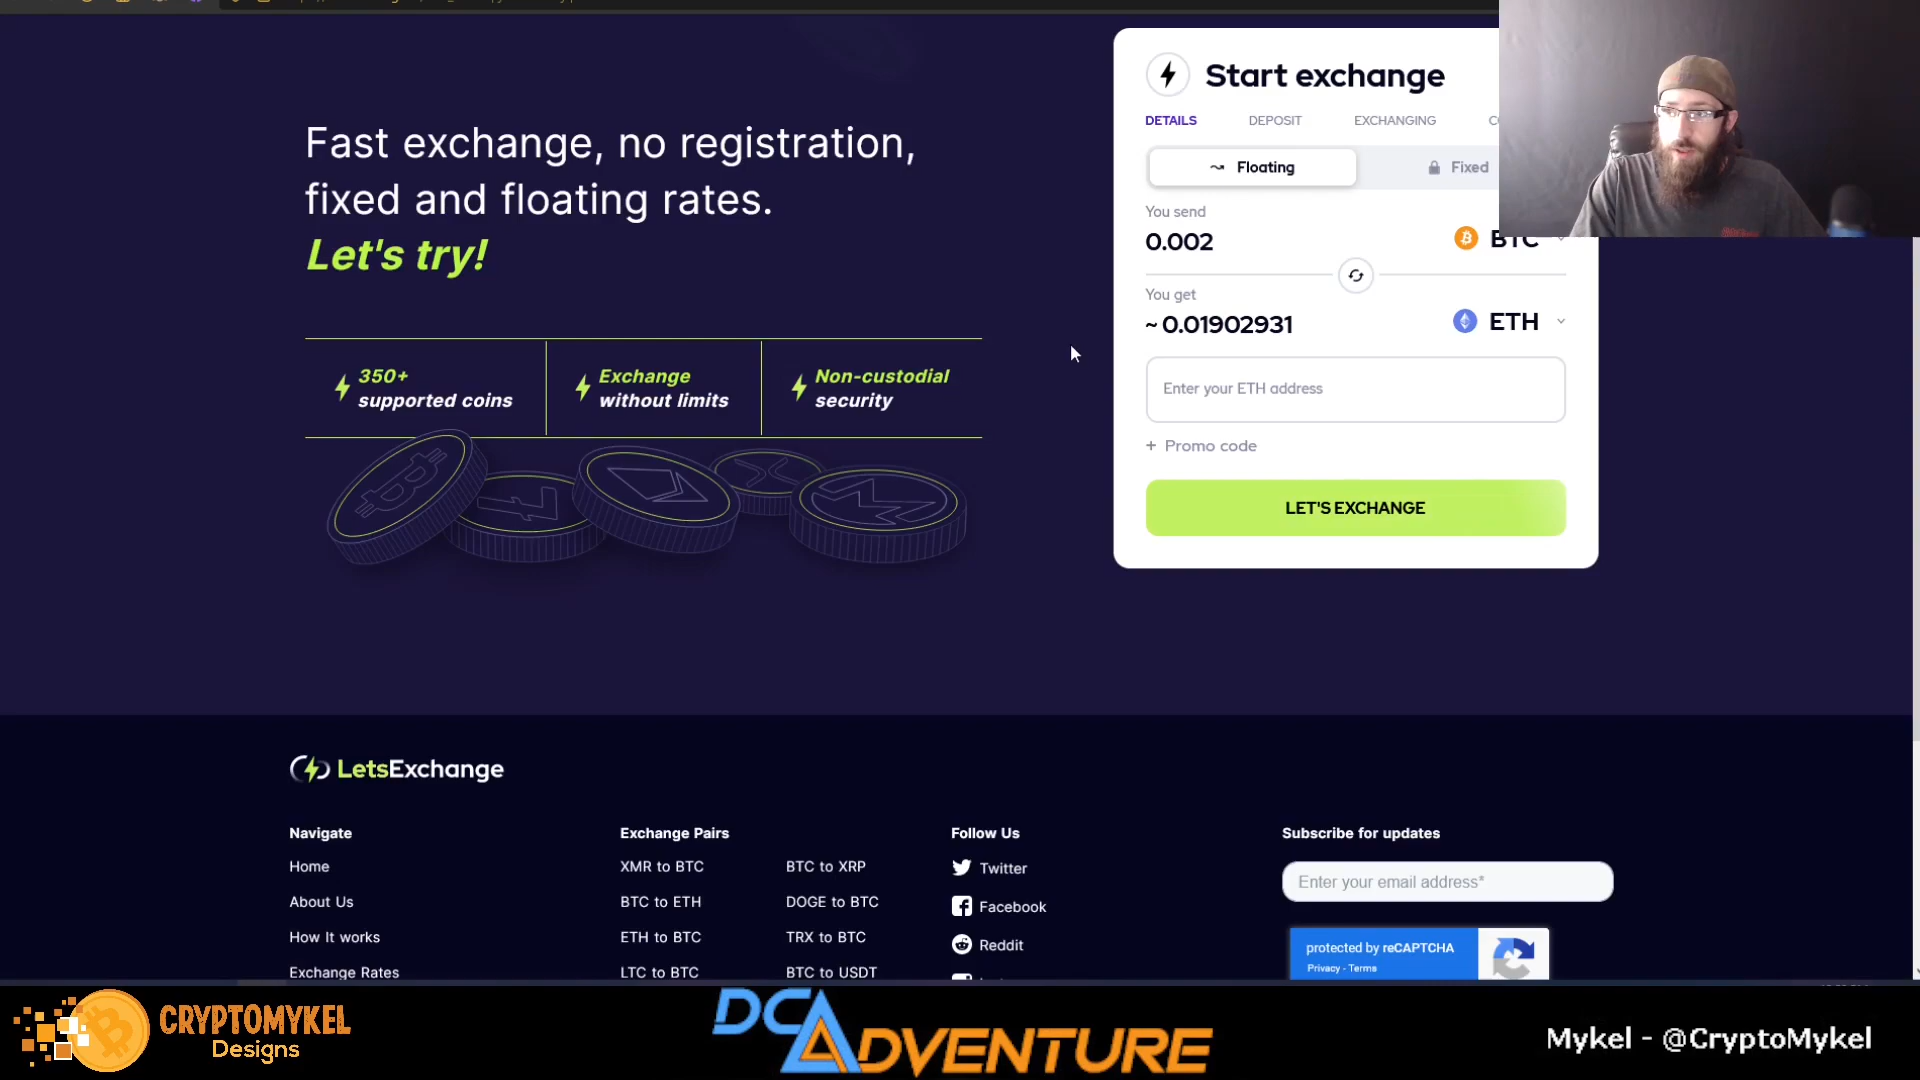 Fast exchange, no registration,
fixed and floating rates.
Let's try!
350+
supported coins
Exchange
without limits
Non-custodial
security
Start exchange
DETAILS DEPOSIT EXCHANGING
Floating Fixed
You send
0.002 BTC
You get
~ 0.01902931 ETH
Enter your ETH address
+ Promo code
LET'S EXCHANGE
LetsExchange
Navigate
Home
About Us
How It works
Exchange Rates
Exchange Pairs
XMR to BTC BTC to XRP
BTC to ETH DOGE to BTC
ETH to BTC TRX to BTC
LTC to BTC BTC to USDT
Follow Us
Twitter
Facebook
Reddit
Subscribe for updates
Enter your email address*
protected by reCAPTCHA
Privacy - Terms
CRYPTOMYKEL
Designs
DCADVENTURE
Mykel - @CryptoMykel